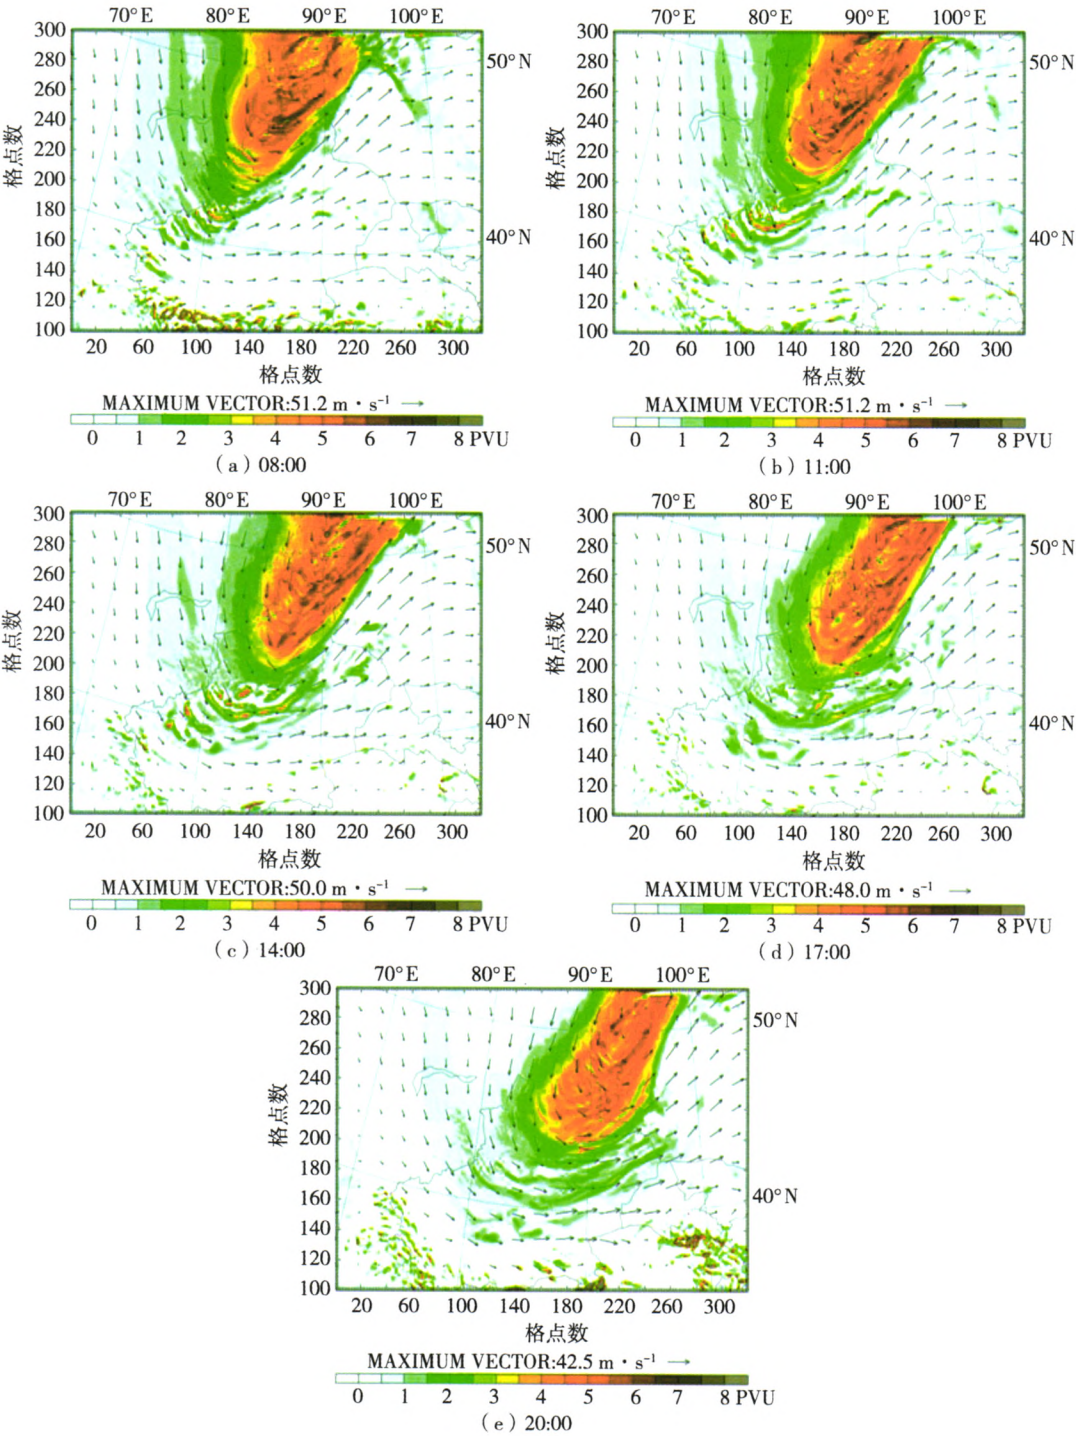 70°E 80°E 90°E 100°E
300
280
260
240
220
200
180
160
140
120
100
格点数
50°N
40°N
20 60 100 140 180 220 260 300
格点数
MAXIMUM VECTOR:51.2 m·s⁻¹
0 1 2 3 4 5 6 7 8 PVU
(a) 08:00
70°E 80°E 90°E 100°E
300
280
260
240
220
200
180
160
140
120
100
格点数
50°N
40°N
20 60 100 140 180 220 260 300
格点数
MAXIMUM VECTOR:51.2 m·s⁻¹
0 1 2 3 4 5 6 7 8 PVU
(b) 11:00
70°E 80°E 90°E 100°E
300
280
260
240
220
200
180
160
140
120
100
格点数
50°N
40°N
20 60 100 140 180 220 260 300
格点数
MAXIMUM VECTOR:50.0 m·s⁻¹
0 1 2 3 4 5 6 7 8 PVU
(c) 14:00
70°E 80°E 90°E 100°E
300
280
260
240
220
200
180
160
140
120
100
格点数
50°N
40°N
20 60 100 140 180 220 260 300
格点数
MAXIMUM VECTOR:48.0 m·s⁻¹
0 1 2 3 4 5 6 7 8 PVU
(d) 17:00
70°E 80°E 90°E 100°E
300
280
260
240
220
200
180
160
140
120
100
格点数
50°N
40°N
20 60 100 140 180 220 260 300
格点数
MAXIMUM VECTOR:42.5 m·s⁻¹
0 1 2 3 4 5 6 7 8 PVU
(e) 20:00